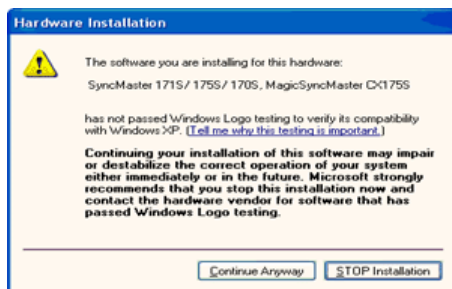 Hardware Installation
The software you are installing for this hardware:
SyncMaster 171S/ 175S/ 170S, MagicSyncMaster CX175S
has not passed Windows Logo testing to verify its compatibility
with Windows XP. (Tell me why this testing is important.)
Continuing your installation of this software may impair
or destabilize the correct operation of your system
either immediately or in the future. Microsoft strongly
recommends that you stop this installation now and
contact the hardware vendor for software that has
passed Windows Logo testing.
Continue Anyway STOP Installation